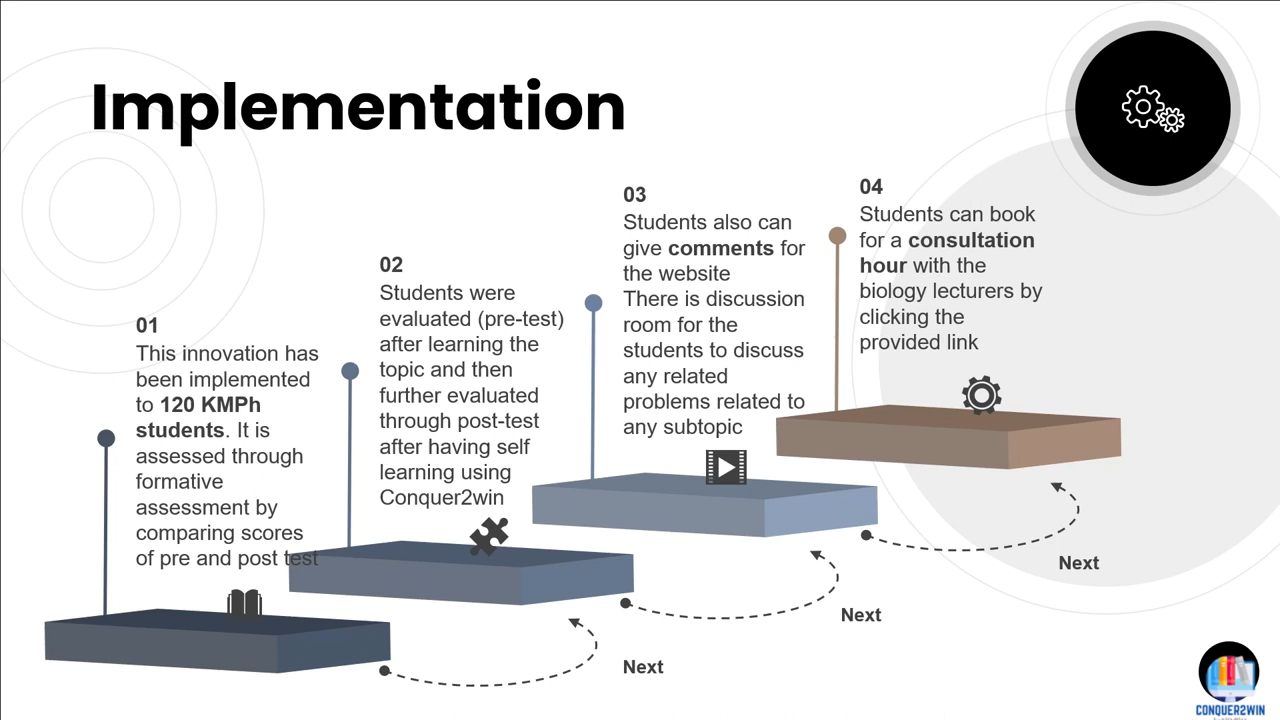 Implementation
01
This innovation has
been implemented
to 120 KMPh
students. It is
assessed through
formative
assessment by
comparing scores
of pre and post test
02
Students were
evaluated (pre-test)
after learning the
topic and then
further evaluated
through post-test
after having self
learning using
Conquer2win
03
Students also can
give comments for
the website
There is discussion
room for the
students to discuss
any related
problems related to
any subtopic
04
Students can book
for a consultation
hour with the
biology lecturers by
clicking the
provided link
Next
Next
Next
CONQUER2WIN